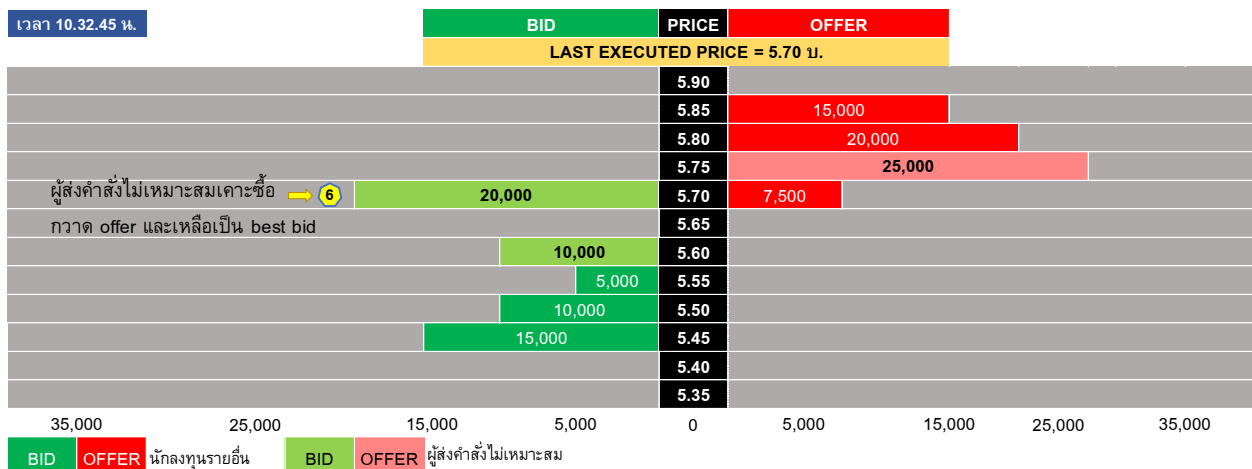 เวลา 10.32.45 น.
BID PRICE OFFER
LAST EXECUTED PRICE = 5.70 บ.
5.90
5.85 15,000
5.80 20,000
5.75 25,000
ผู้ส่งคำสั่งไม่เหมาะสมเคาะซื้อ 6 20,000 5.70 7,500
กวาด offer และเหลือเป็น best bid 5.65
10,000 5.60
5,000 5.55
10,000 5.50
15,000 5.45
5.40
5.35
35,000 25,000 15,000 5,000 0 5,000 15,000 25,000 35,000
BID OFFER นักลงทุนรายอื่น BID OFFER ผู้ส่งคำสั่งไม่เหมาะสม